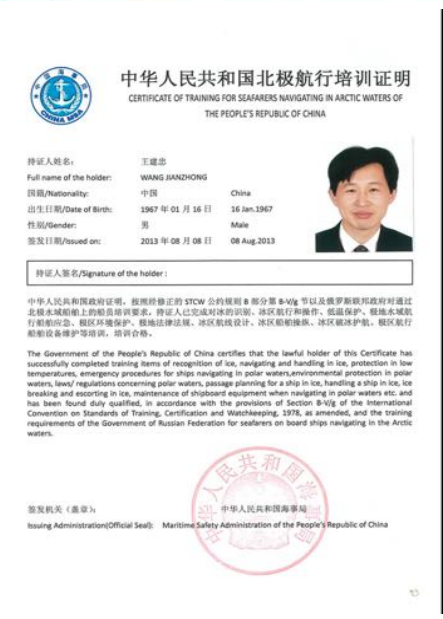 中华人民共和国北极航行培训证明
CERTIFICATE OF TRAINING FOR SEAFARERS NAVIGATING IN ARCTIC WATERS OF
THE PEOPLE'S REPUBLIC OF CHINA
CHINA MSA
持证人姓名: 王建忠
Full name of the holder: WANG JIANZHONG
国籍/Nationality: 中国 China
出生日期/Date of Birth: 1967 年 01 月 16 日 16 Jan.1967
性别/Gender: 男 Male
签发日期/Issued on: 2013 年 08 月 08 日 08 Aug.2013
持证人签名/Signature of the holder :
中华人民共和国政府证明，按照经修正的 STCW 公约规则 B 部分第 B-V/g 节以及俄罗斯联邦政府对通过
北极水域船舶上的船员培训要求，持证人已完成对冰的识别、冰区航行和操作、低温保护、极地水域航
行船舶应急、极区环境保护、极地法律法规、冰区航线设计、冰区船舶操纵、冰区破冰护航、极区航行
船舶设备维护等培训，培训合格。
The Government of the People's Republic of China certifies that the lawful holder of this Certificate has
successfully completed training items of recognition of ice, navigating and handling in ice, protection in low
temperatures, emergency procedures for ships navigating in polar waters,environmental protection in polar
waters, laws/ regulations concerning polar waters, passage planning for a ship in ice, handling a ship in ice, ice
breaking and escorting in ice, maintenance of shipboard equipment when navigating in polar waters etc. and
has been found duly qualified, in accordance with the provisions of Section B-V/g of the International
Convention on Standards of Training, Certification and Watchkeeping, 1978, as amended, and the training
requirements of the Government of Russian Federation for seafarers on board ships navigating in the Arctic
waters.
中华人民共和国海事局
签发机关（盖章）: 中华人民共和国海事局
Issuing Administration(Official Seal): Maritime Safety Administration of the People's Republic of China